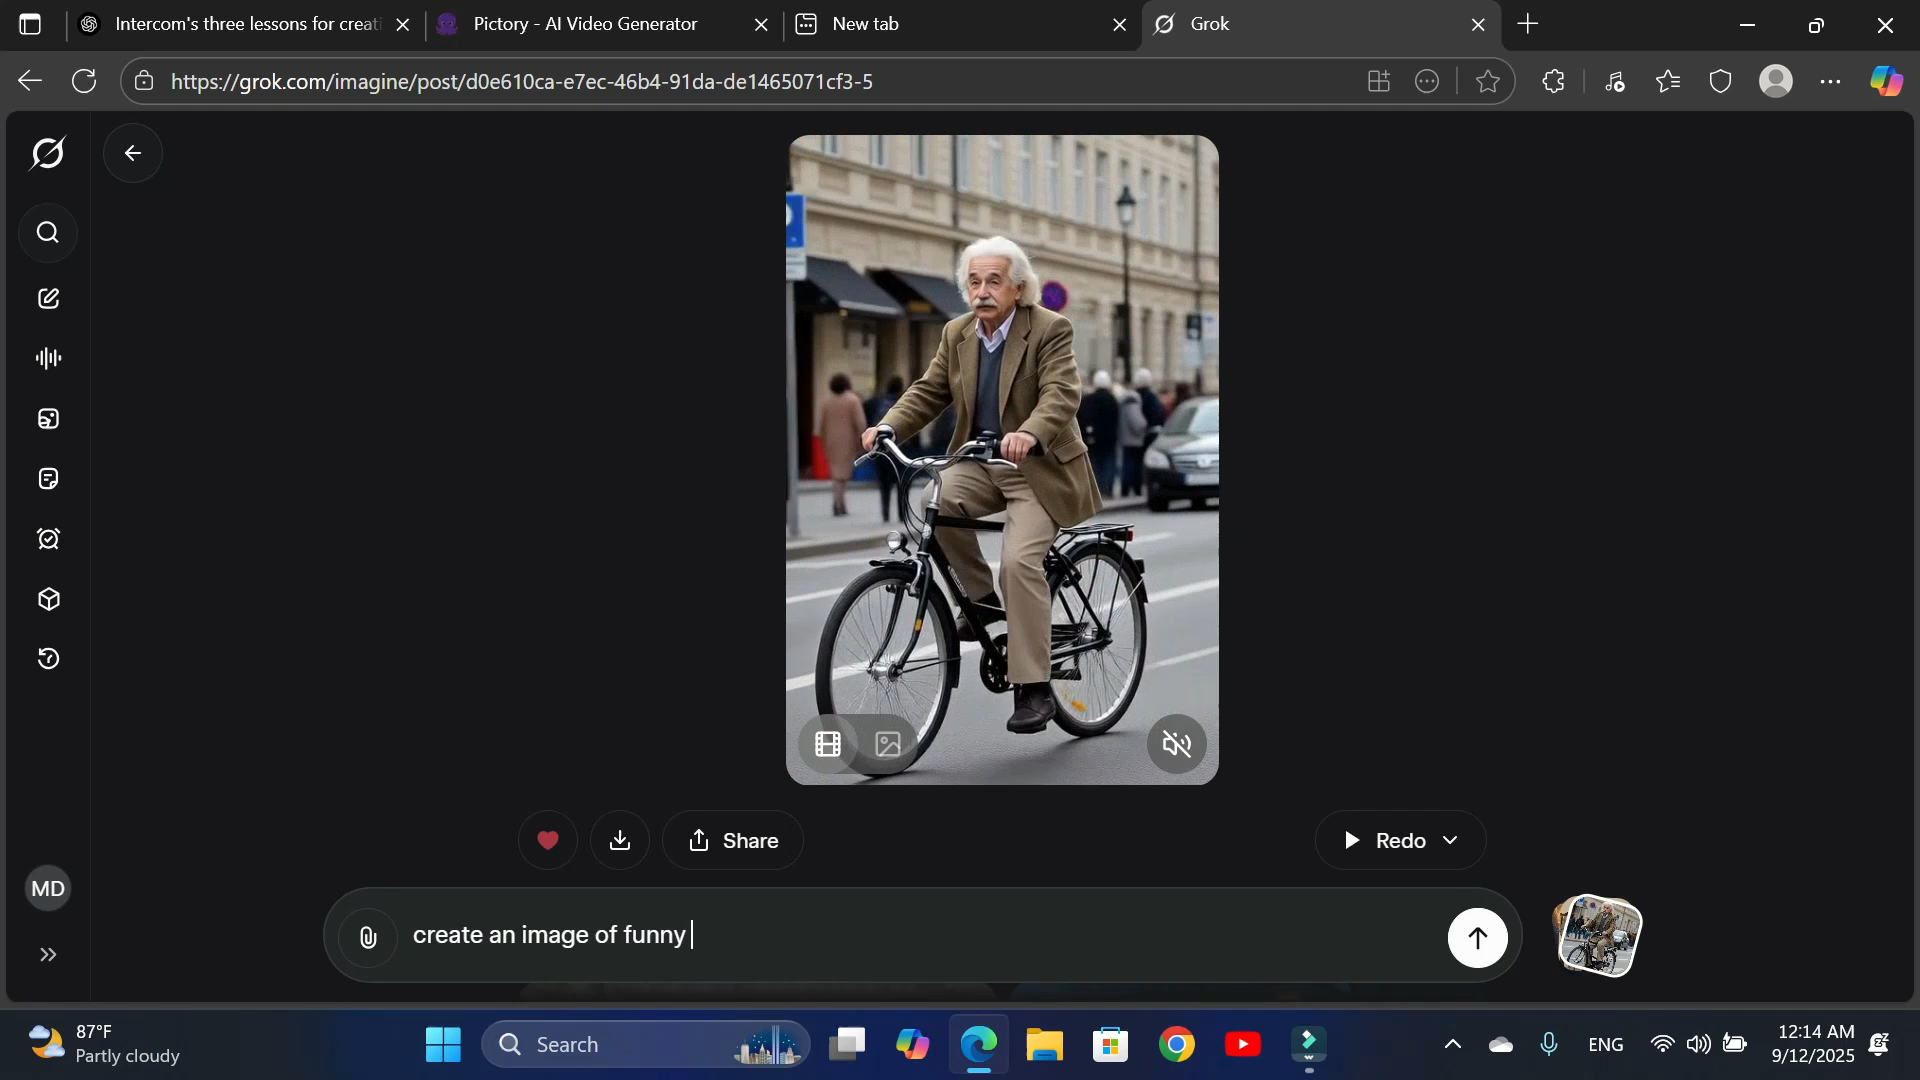 Intercom's three lessons for creati
Pictory - AI Video Generator
New tab
Grok
https://grok.com/imagine/post/d0e610ca-e7ec-46b4-91da-de1465071cf3-5
Share
Redo
MD
create an image of funny
87°F
Partly cloudy
Search
ENG
12:14 AM
9/12/2025